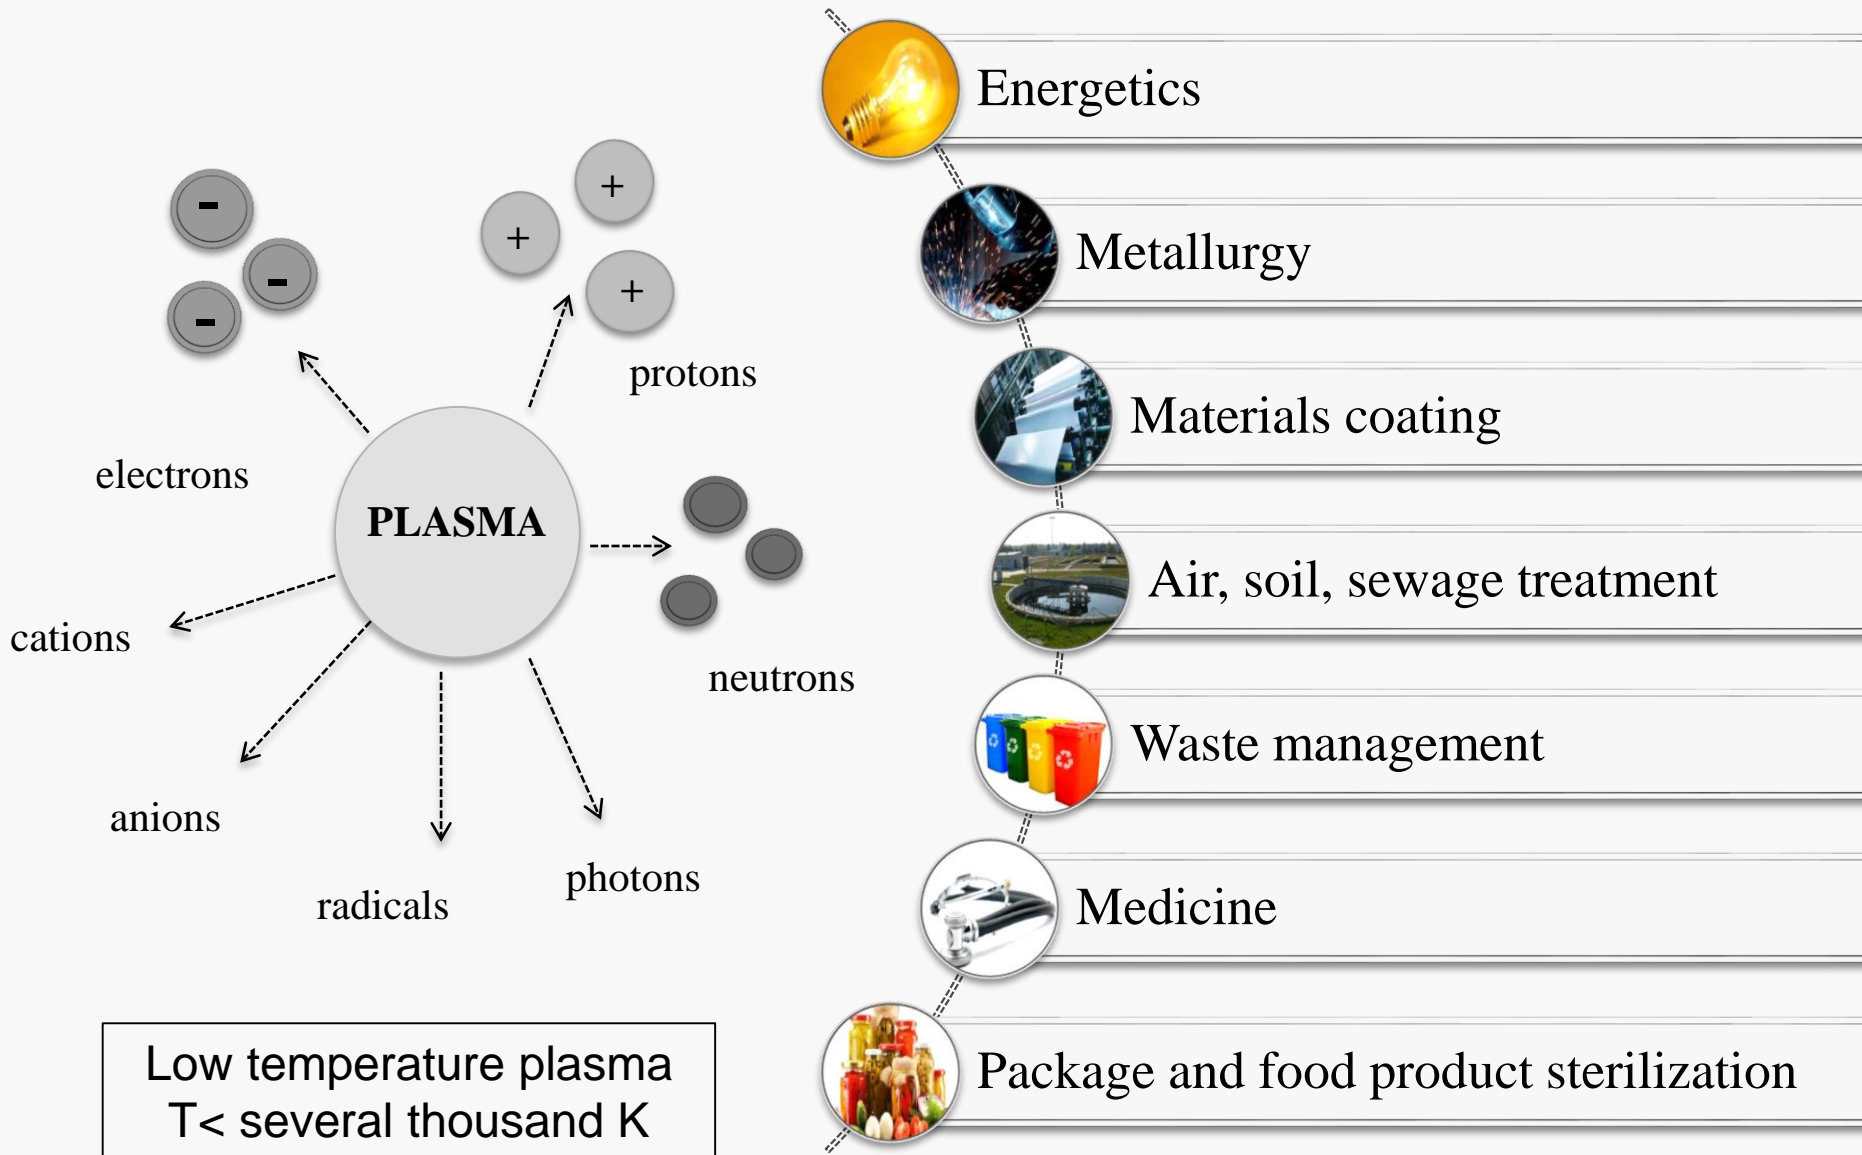 -
-
-
+
+
+
protons
electrons
PLASMA
cations
neutrons
anions
photons
radicals
Low temperature plasma
T< several thousand K
Energetics
Metallurgy
Materials coating
Air, soil, sewage treatment
Waste management
Medicine
Package and food product sterilization